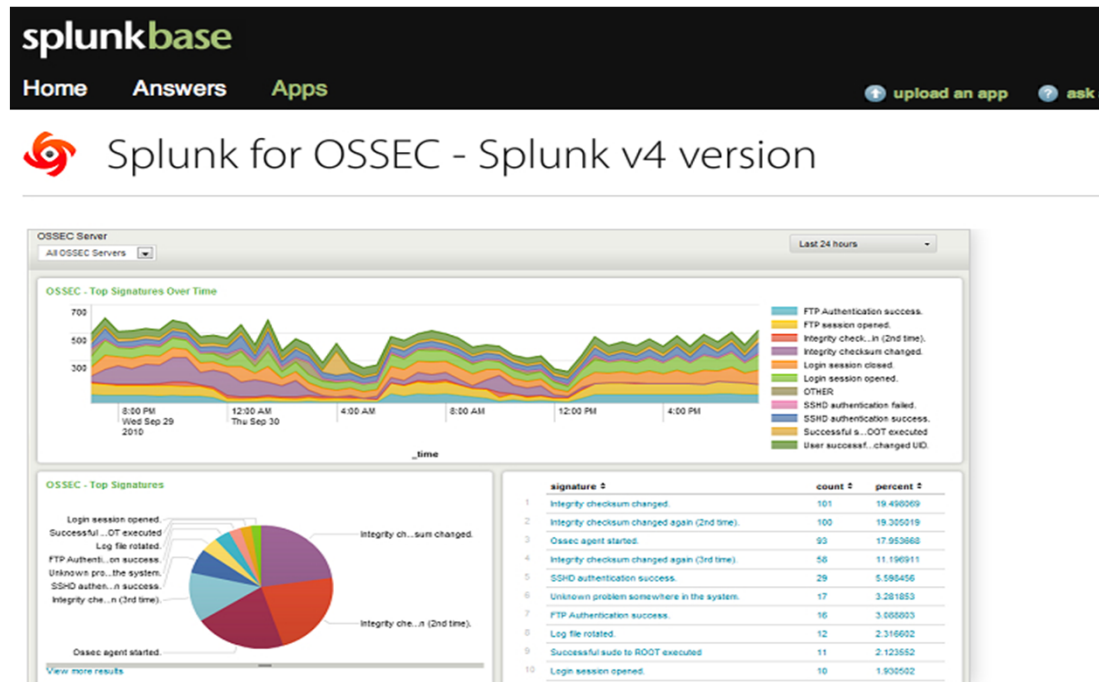 splunkbase
Home Answers Apps upload an app ask
Splunk for OSSEC - Splunk v4 version
OSSEC Server
All OSSEC Servers
Last 24 hours
OSSEC - Top Signatures Over Time
700
500
300
8:00 PM
Wed Sep 29
2010
12:00 AM
Thu Sep 30
4:00 AM
8:00 AM
12:00 PM
4:00 PM
_time
FTP Authentication success.
FTP session opened.
Integrity check...in (2nd time).
Integrity checksum changed.
Login session closed.
Login session opened.
OTHER
SSHD authentication failed.
SSHD authentication success.
Successful s...OOT executed
User successf...changed UID.
OSSEC - Top Signatures
Login session opened.
Successful ...OT executed
Log file rotated.
FTP Authenti...on success.
Unknown pro...the system.
SSHD authen...n success.
Integrity che...n (3rd time).
Ossec agent started.
Integrity ch...sum changed.
Integrity che...n (2nd time).
View more results
signature count percent
1 Integrity checksum changed. 101 19.498069
2 Integrity checksum changed again (2nd time). 100 19.305019
3 Ossec agent started. 93 17.953668
4 Integrity checksum changed again (3rd time). 58 11.196911
5 SSHD authentication success. 29 5.598456
6 Unknown problem somewhere in the system. 17 3.281853
7 FTP Authentication success. 16 3.088803
8 Log file rotated. 12 2.316602
9 Successful sudo to ROOT executed 11 2.123552
10 Login session opened. 10 1.930502